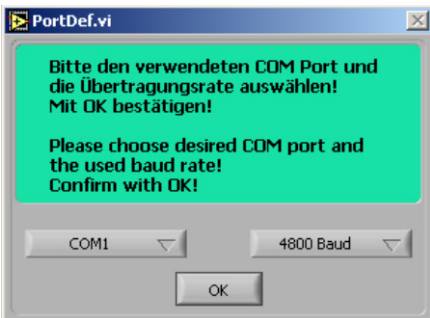 PortDef.vi
Bitte den verwendeten COM Port und
die Übertragungsrate auswählen!
Mit OK bestätigen!
Please choose desired COM port and
the used baud rate!
Confirm with OK!
COM1
4800 Baud
OK